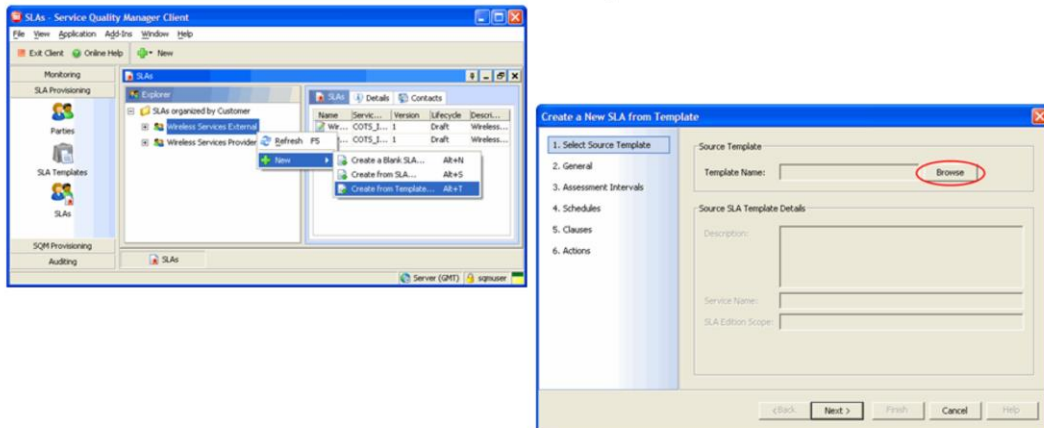 SLAs - Service Quality Manager Client
File View Application Add-Ins Window Help
Exit Client Online Help New
Monitoring
SLA Provisioning
Parties
SLA Templates
SLAs
SQM Provisioning
Auditing
SLAs
Explorer
SLAs organized by Customer
Wireless Services External
Wireless Services Provider
Refresh F5
New
Create a Blank SLA... Alt+N
Create from SLA... Alt+S
Create from Template... Alt+T
SLAs Details Contacts
Name Servic... Version Lifecycle Descri...
Wir... COTS_I... 1 Draft Wireless...
... COTS_I... 1 Draft Wireless...
SLAs
Server (GMT) sqmuser
Create a New SLA from Template
1. Select Source Template
2. General
3. Assessment Intervals
4. Schedules
5. Clauses
6. Actions
Source Template
Template Name: Browse
Source SLA Template Details
Description:
Service Name:
SLA Edition Scope:
<Back Next > Finish Cancel Help